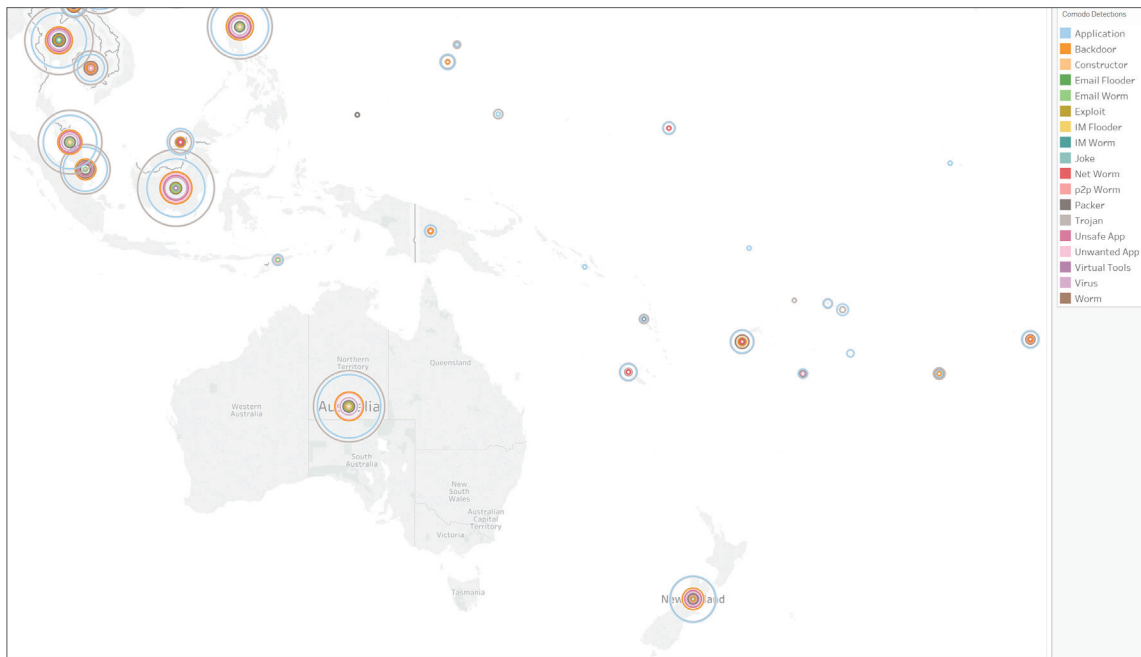 Comodo Detections
Application
Backdoor
Constructor
Email Flooder
Email Worm
Exploit
IM Flooder
IM Worm
Joke
Net Worm
p2p Worm
Packer
Trojan
Unsafe App
Unwanted App
Virtual Tools
Virus
Worm
Northern
Territory
Queensland
Western
Australia
South
Australia
New
South
Wales
Australian
Capital
Territory
Victoria
Tasmania